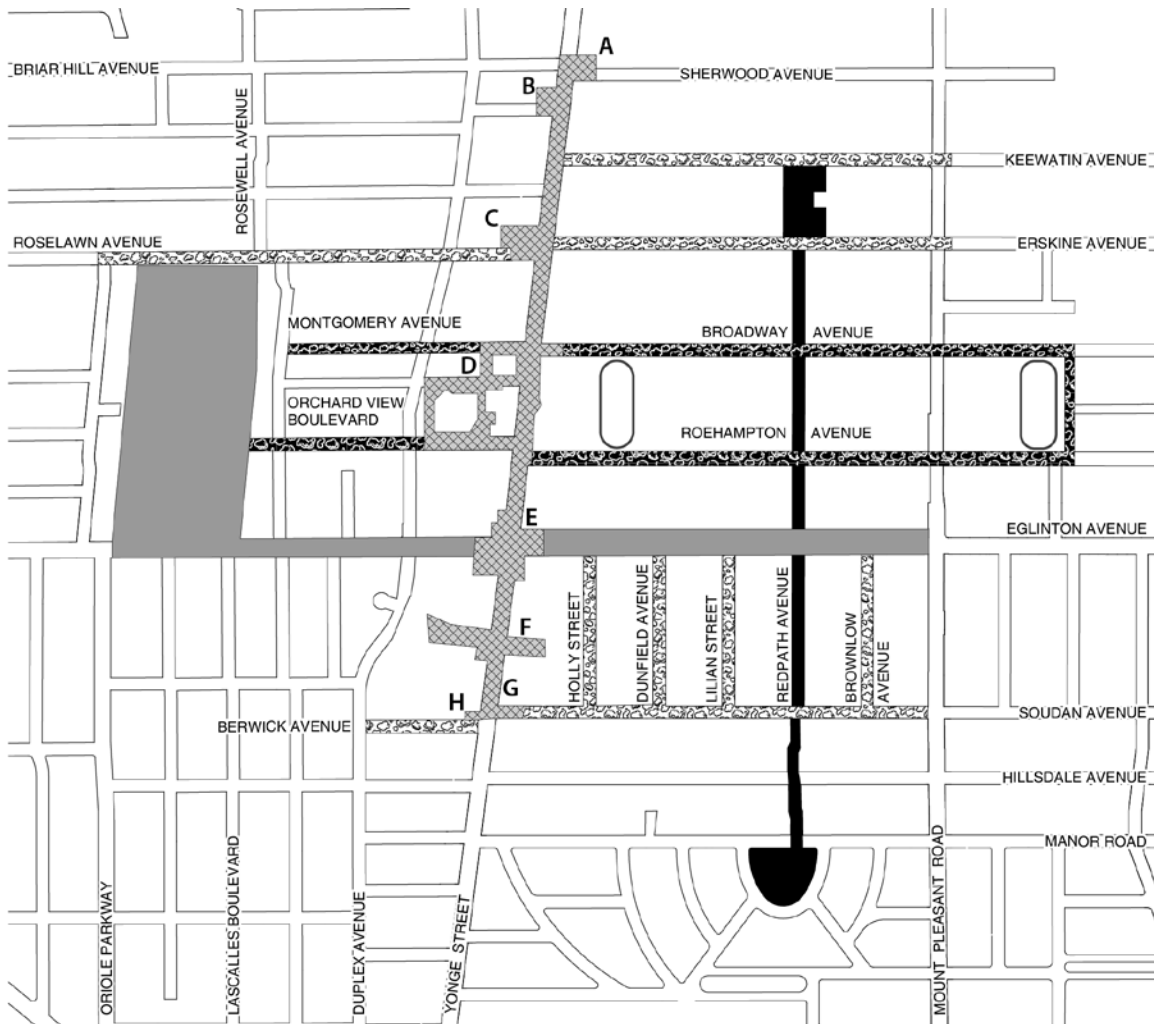 A
BRIAR HILL AVENUE
SHERWOOD AVENUE
B
ROSEWELL AVENUE
KEEWATIN AVENUE
C
ROSELAWN AVENUE
ERSKINE AVENUE
MONTGOMERY AVENUE
BROADWAY AVENUE
D
ORCHARD VIEW
BOULEVARD
ROEHAMPTON AVENUE
E
EGLINTON AVENUE
HOLLY STREET
DUNFIELD AVENUE
LILIAN STREET
REDPATH AVENUE
BROWNLOW
AVENUE
F
G
H
BERWICK AVENUE
SOUDAN AVENUE
HILLSDALE AVENUE
MANOR ROAD
ORIOLE PARKWAY
LASCALLES BOULEVARD
DUPLEX AVENUE
YONGE STREET
MOUNT PLEASANT ROAD